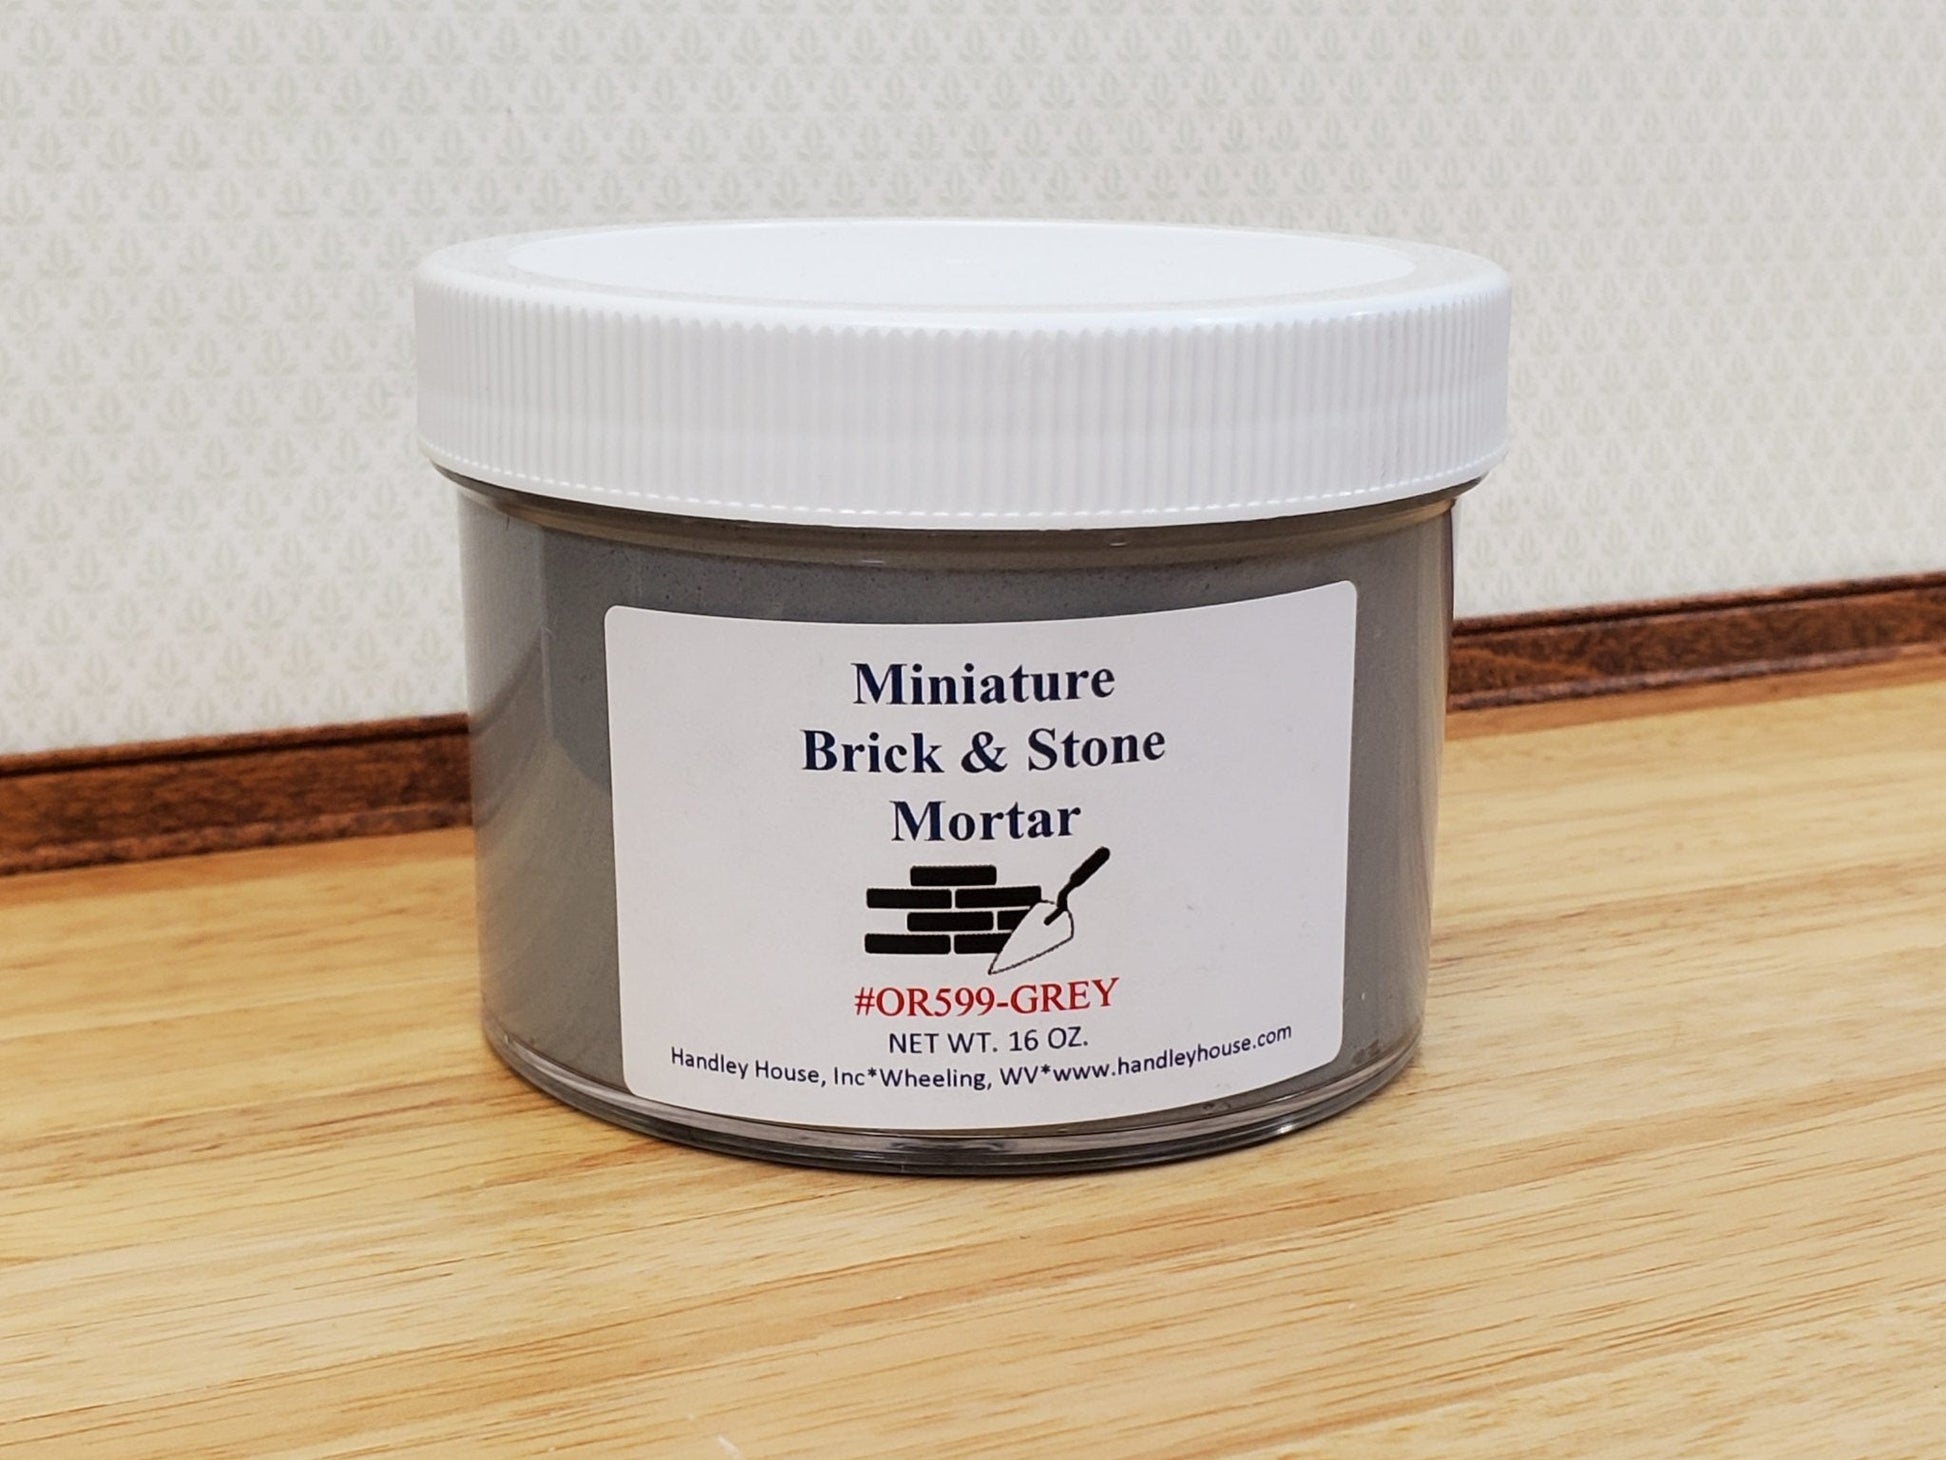 Miniature
Brick & Stone
Mortar
#OR599-GREY
NET WT. 16 OZ.
Handley House, Inc*Wheeling, WV*www.handleyhouse.com